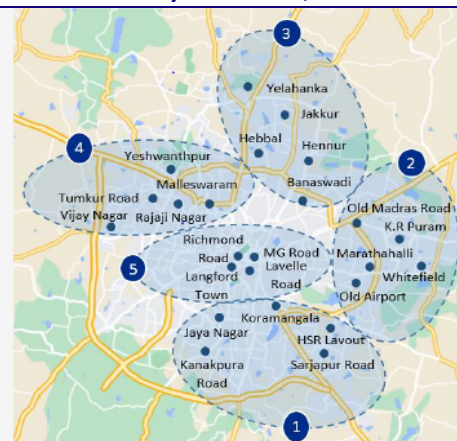 3
Yelahanka
Jakkur
Hebbal
Hennur
Banaswadi
4
Yeshwanthpur
Malleswaram
Tumkur Road
Vijay Nagar
Rajaji Nagar
2
Old Madras Road
K.R Puram
Marathahalli
Whitefield
Old Airport
5
Richmond
Road
MG Road
Langford
Town
Lavelle
Road
Koramangala
Jaya Nagar
HSR Lavout
Kanakpura
Road
Sarjapur Road
1